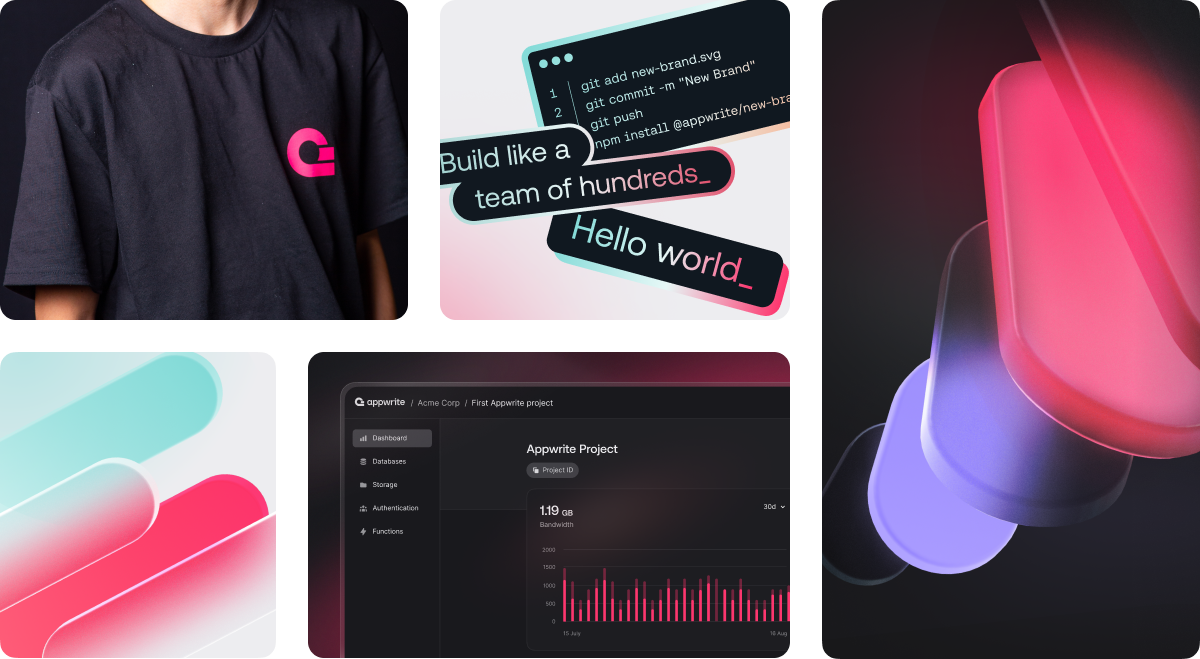 git add new-brand.svg
1 git commit -m "New Brand"
2 git push
npm install @appwrite/new-bra
Build like a
team of hundreds_
Hello world_
appwrite / Acme Corp / First Appwrite project
Dashboard
Databases
Storage
Authentication
Functions
Appwrite Project
Project ID
1.19 GB
30d
Bandwidth
2000
1500
1000
500
0
15 July
16 Aug